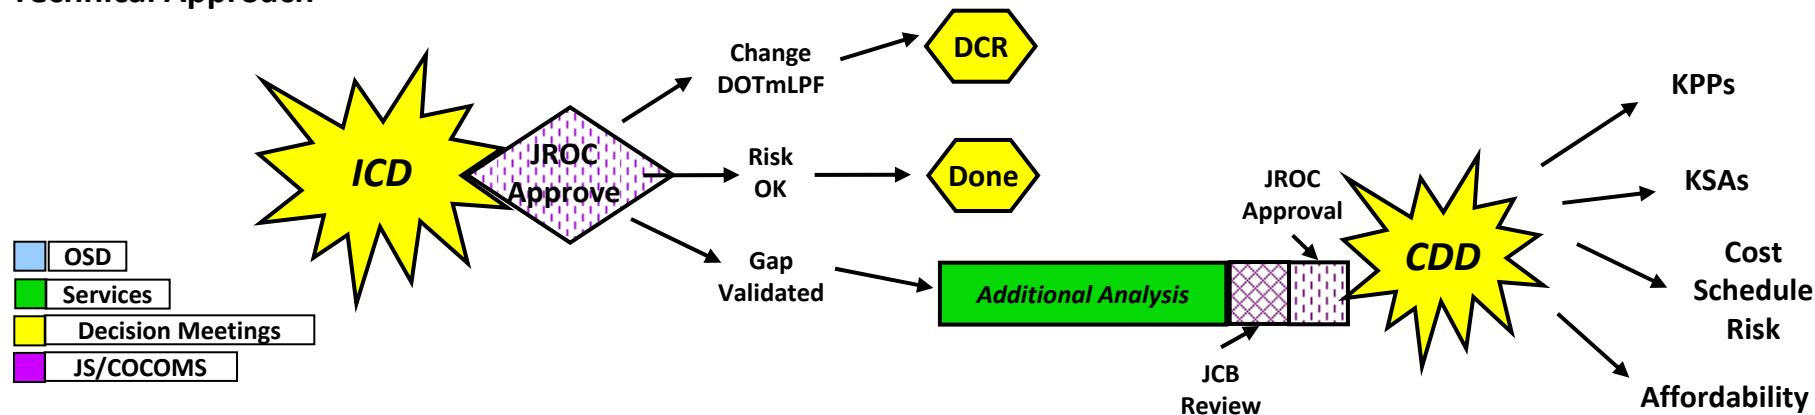 Technical Approach
ICD
JROC
Approve
Change
DOTmLPF
DCR
Risk
OK
Done
Gap
Validated
Additional Analysis
JCB
Review
JROC
Approval
CDD
KPPs
KSAs
Cost
Schedule
Risk
Affordability
OSD
Services
Decision Meetings
JS/COCOMS